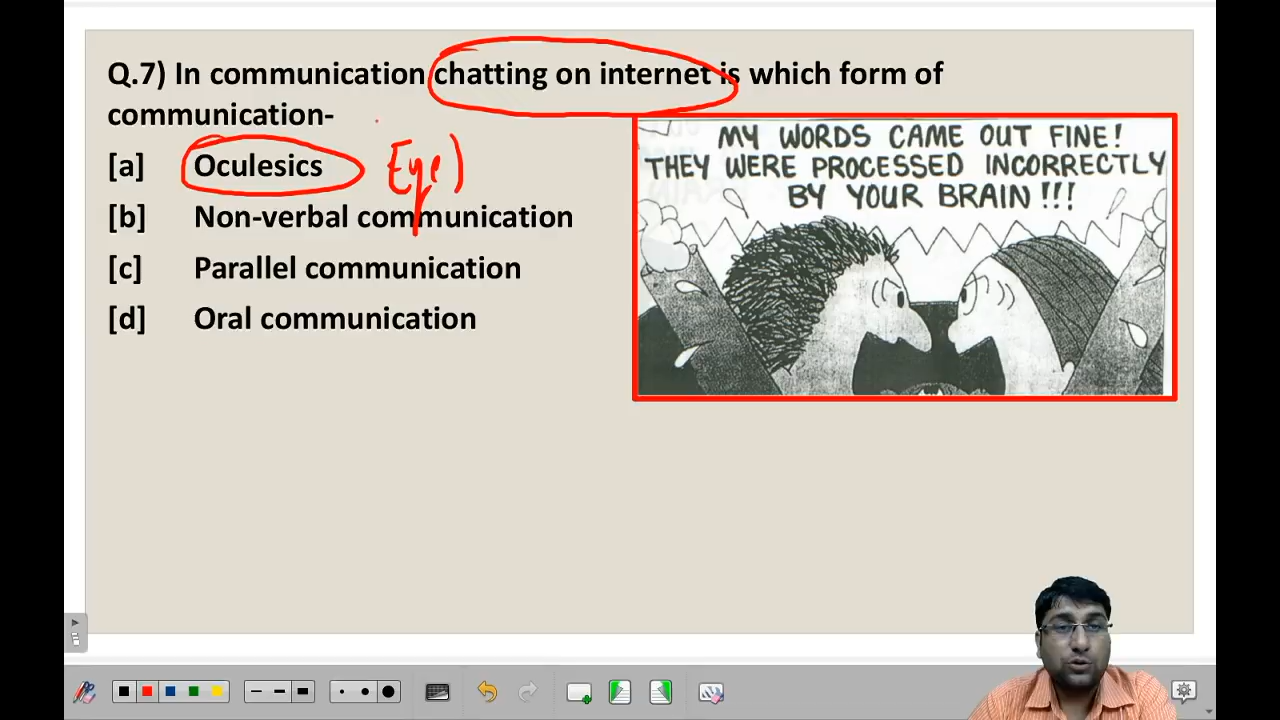 Q.7) In communication chatting on internet is which form of
communication-
[a] Oculesics
Eye)
[b] Non-verbal communication
[c] Parallel communication
[d] Oral communication
MY WORDS CAME OUT FINE!
THEY WERE PROCESSED INCORRECTLY
BY YOUR BRAIN!!!